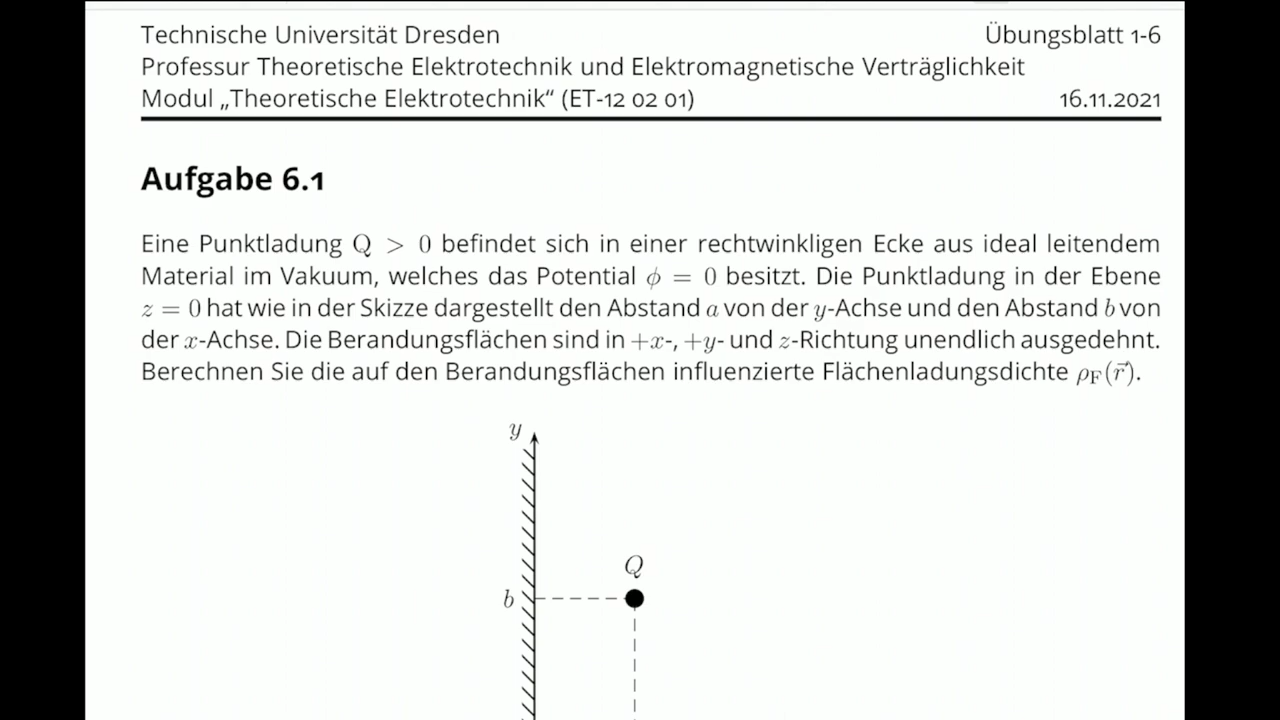 Technische Universität Dresden
Übungsblatt 1-6
Professur Theoretische Elektrotechnik und Elektromagnetische Verträglichkeit
Modul „Theoretische Elektrotechnik“ (ET-12 02 01)
16.11.2021
Aufgabe 6.1
Eine Punktladung Q > 0 befindet sich in einer rechtwinkligen Ecke aus ideal leitendem
Material im Vakuum, welches das Potential ϕ = 0 besitzt. Die Punktladung in der Ebene
z = 0 hat wie in der Skizze dargestellt den Abstand a von der y-Achse und den Abstand b von
der x-Achse. Die Berandungsflächen sind in +x-, +y- und z-Richtung unendlich ausgedehnt.
Berechnen Sie die auf den Berandungsflächen influenzierte Flächenladungsdichte ρF(r⃗).
y
Q
b